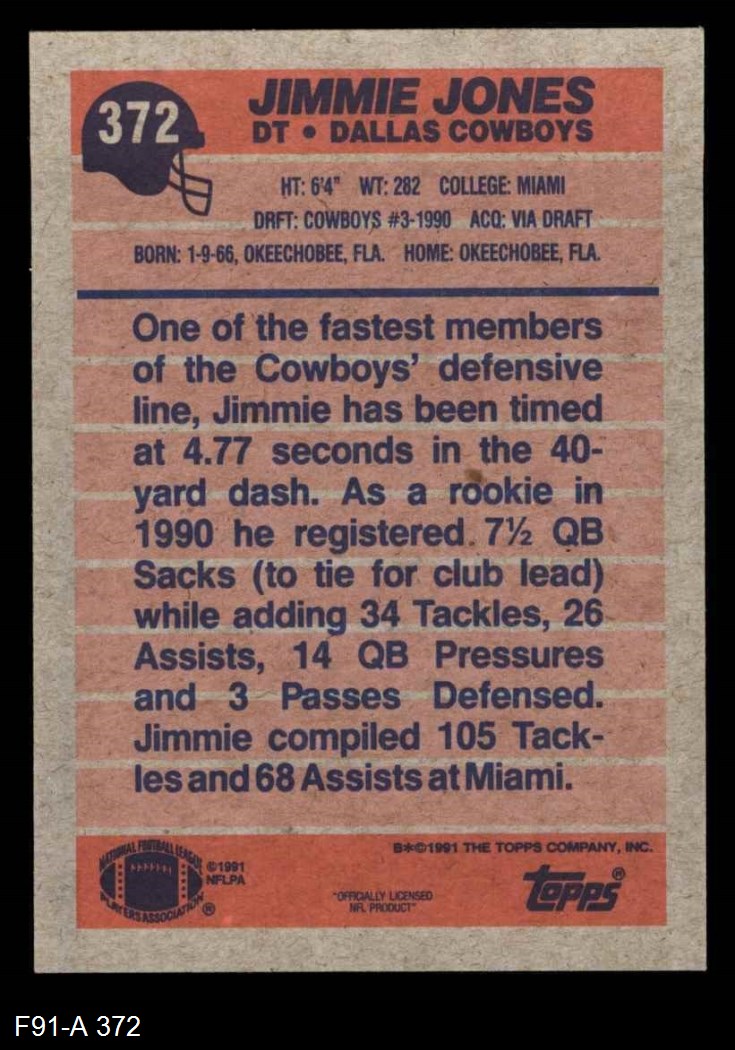 372
JIMMIE JONES
DT • DALLAS COWBOYS
HT: 6'4" WT: 282 COLLEGE: MIAMI
DRFT: COWBOYS #3-1990 ACQ: VIA DRAFT
BORN: 1-9-66, OKEECHOBEE, FLA. HOME: OKEECHOBEE, FLA.
One of the fastest members
of the Cowboys' defensive
line, Jimmie has been timed
at 4.77 seconds in the 40-
yard dash. As a rookie in
1990 he registered 7½ QB
Sacks (to tie for club lead)
while adding 34 Tackles, 26
Assists, 14 QB Pressures
and 3 Passes Defensed.
Jimmie compiled 105 Tack-
les and 68 Assists at Miami.
B*©1991 THE TOPPS COMPANY, INC.
NATIONAL FOOTBALL LEAGUE
PLAYERS ASSOCIATION®
©1991
NFLPA
"OFFICIALLY LICENSED
NFL PRODUCT"
topps®
F91-A 372